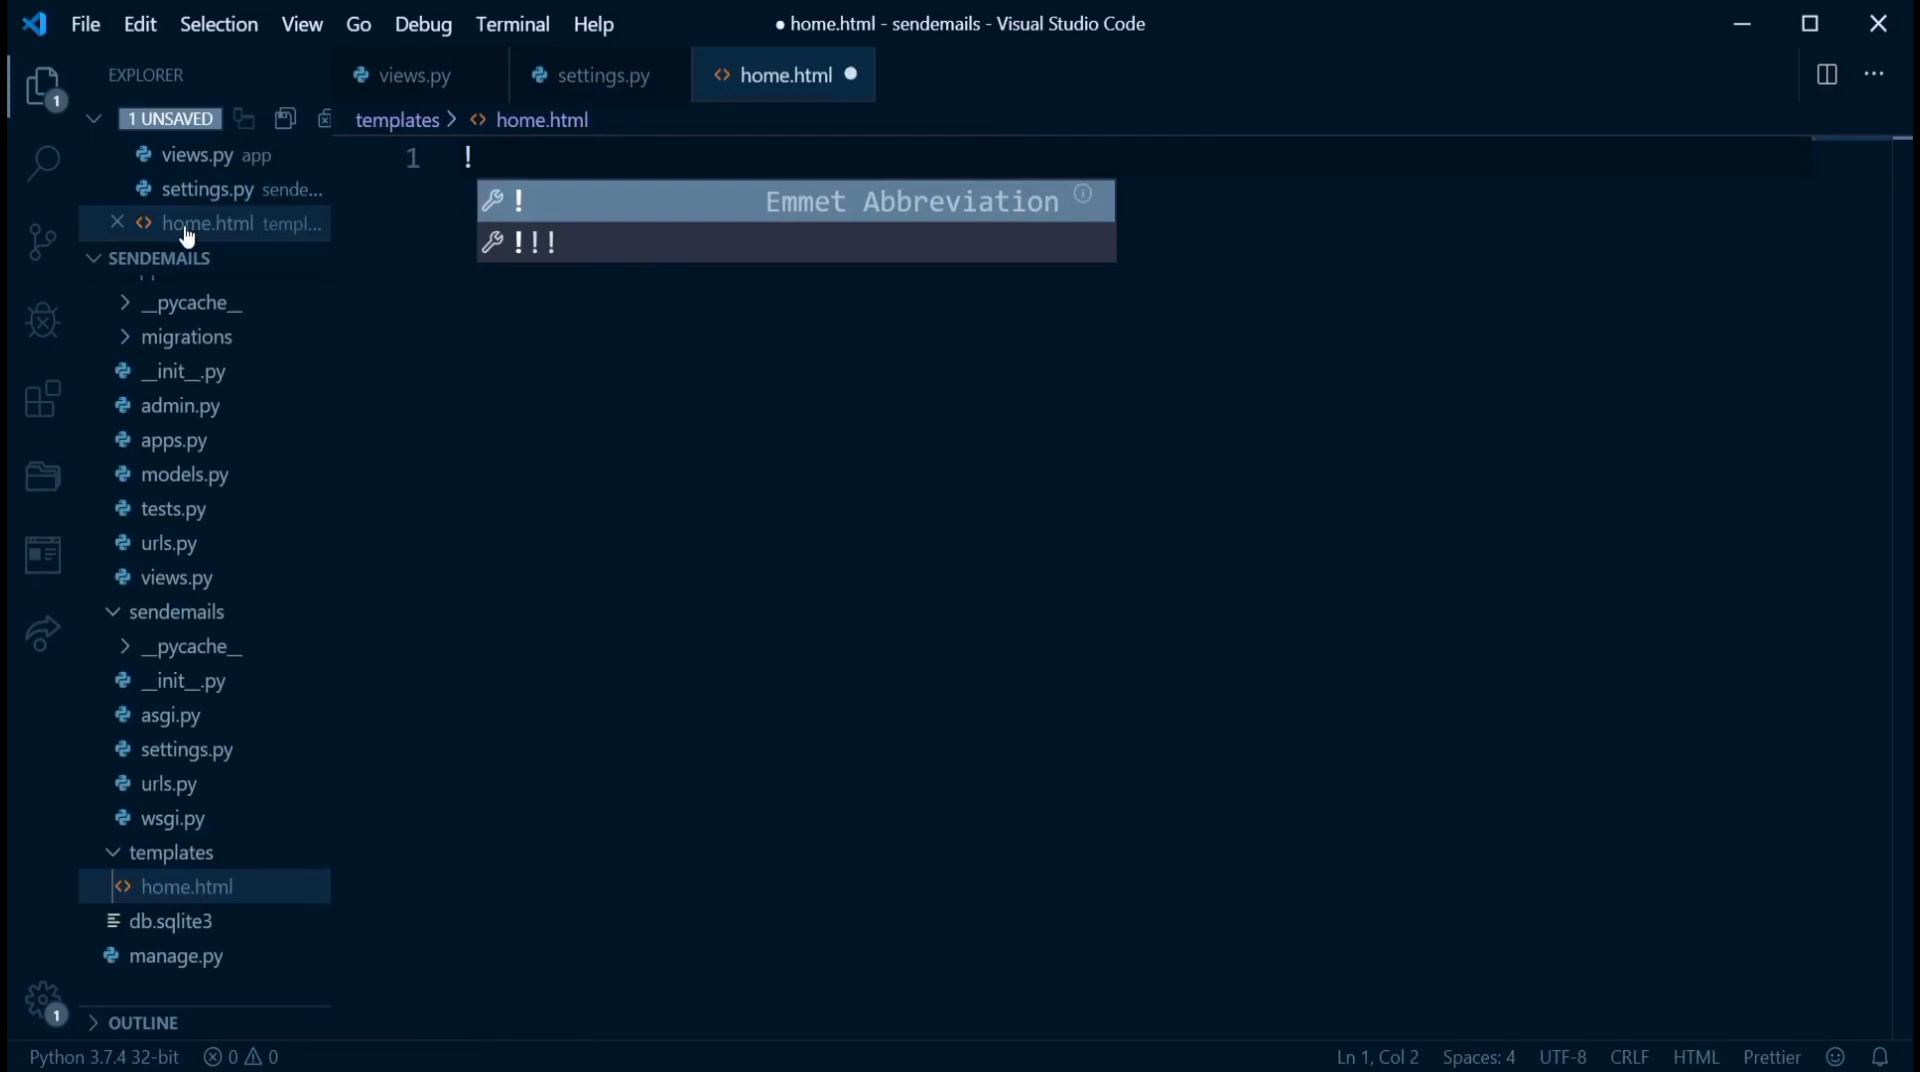 File Edit Selection View Go Debug Terminal Help
● home.html - sendemails - Visual Studio Code
EXPLORER
1 UNSAVED
views.py app
settings.py sende...
home.html templ...
SENDEMAILS
__pycache__
migrations
__init__.py
admin.py
apps.py
models.py
tests.py
urls.py
views.py
sendemails
__pycache__
__init__.py
asgi.py
settings.py
urls.py
wsgi.py
templates
home.html
db.sqlite3
manage.py
OUTLINE
1
1
views.py settings.py home.html
templates > home.html
1 !
! Emmet Abbreviation
!!!
Python 3.7.4 32-bit 0 0
Ln 1, Col 2 Spaces: 4 UTF-8 CRLF HTML Prettier